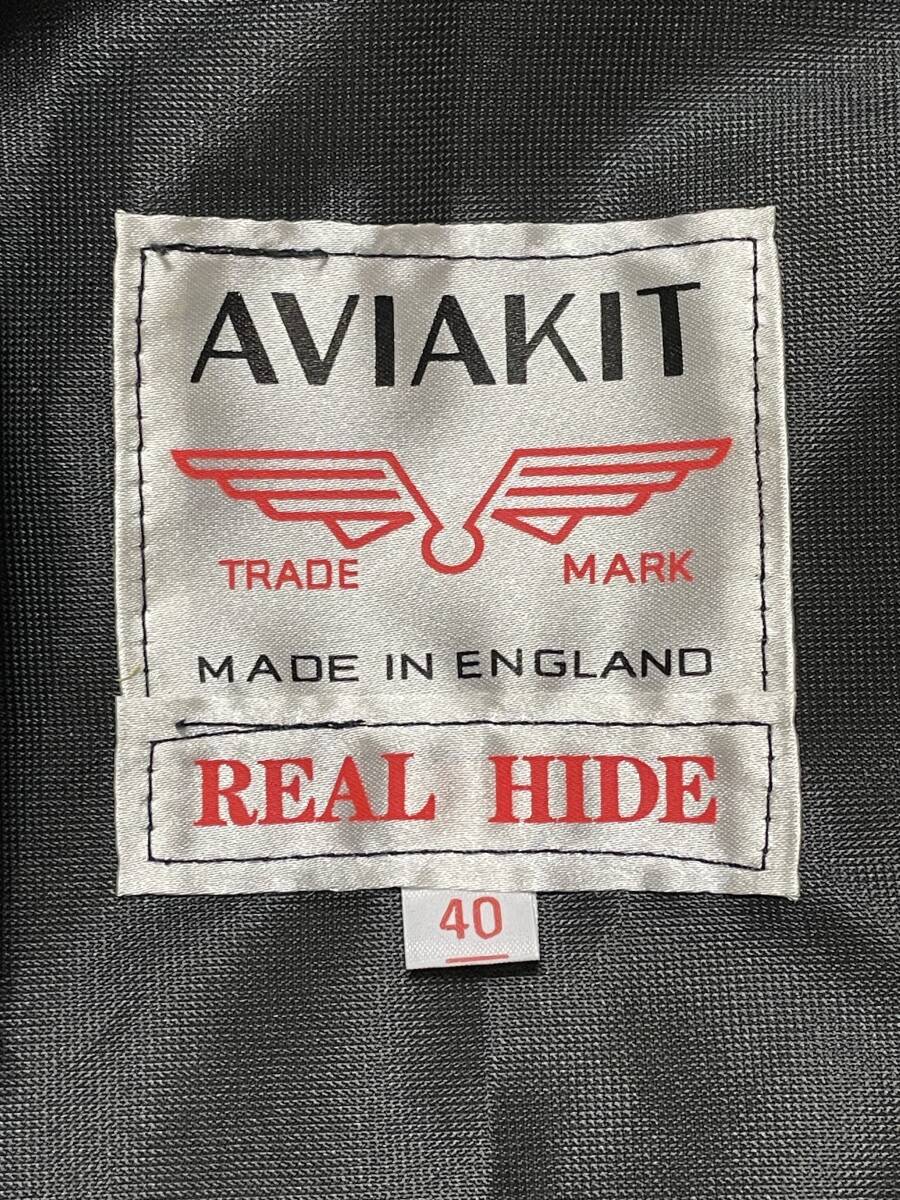 AVIAKIT
TRADE MARK
MADE IN ENGLAND
REAL HIDE
40